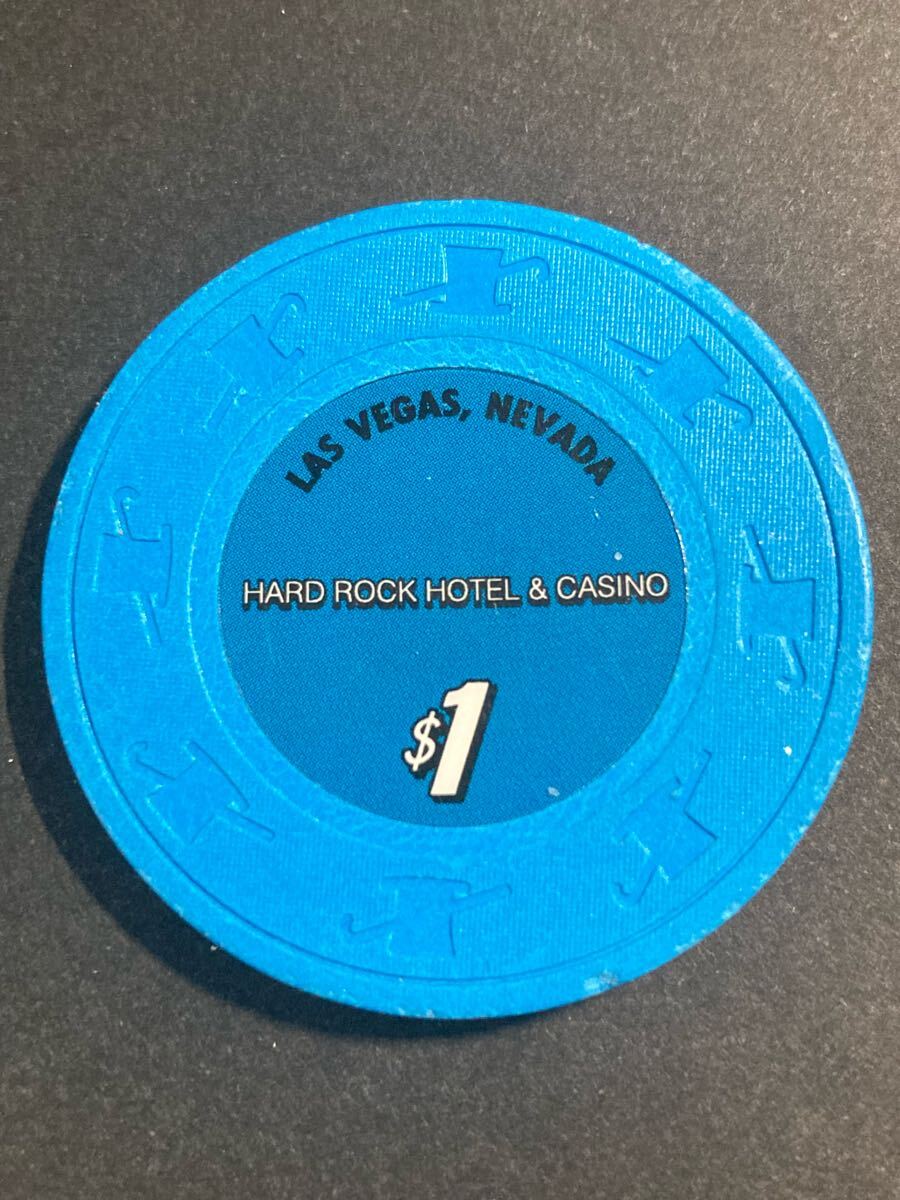 LAS VEGAS, NEVADA
HARD ROCK HOTEL & CASINO
$1